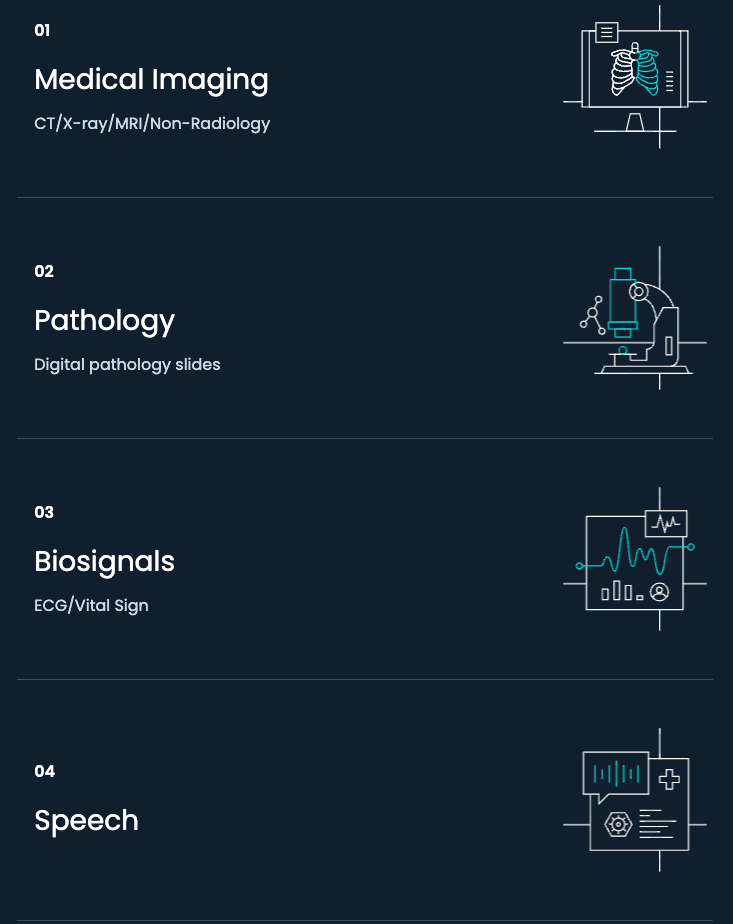 01
Medical Imaging
CT/X-ray/MRI/Non-Radiology
02
Pathology
Digital pathology slides
03
Biosignals
ECG/Vital Sign
04
Speech